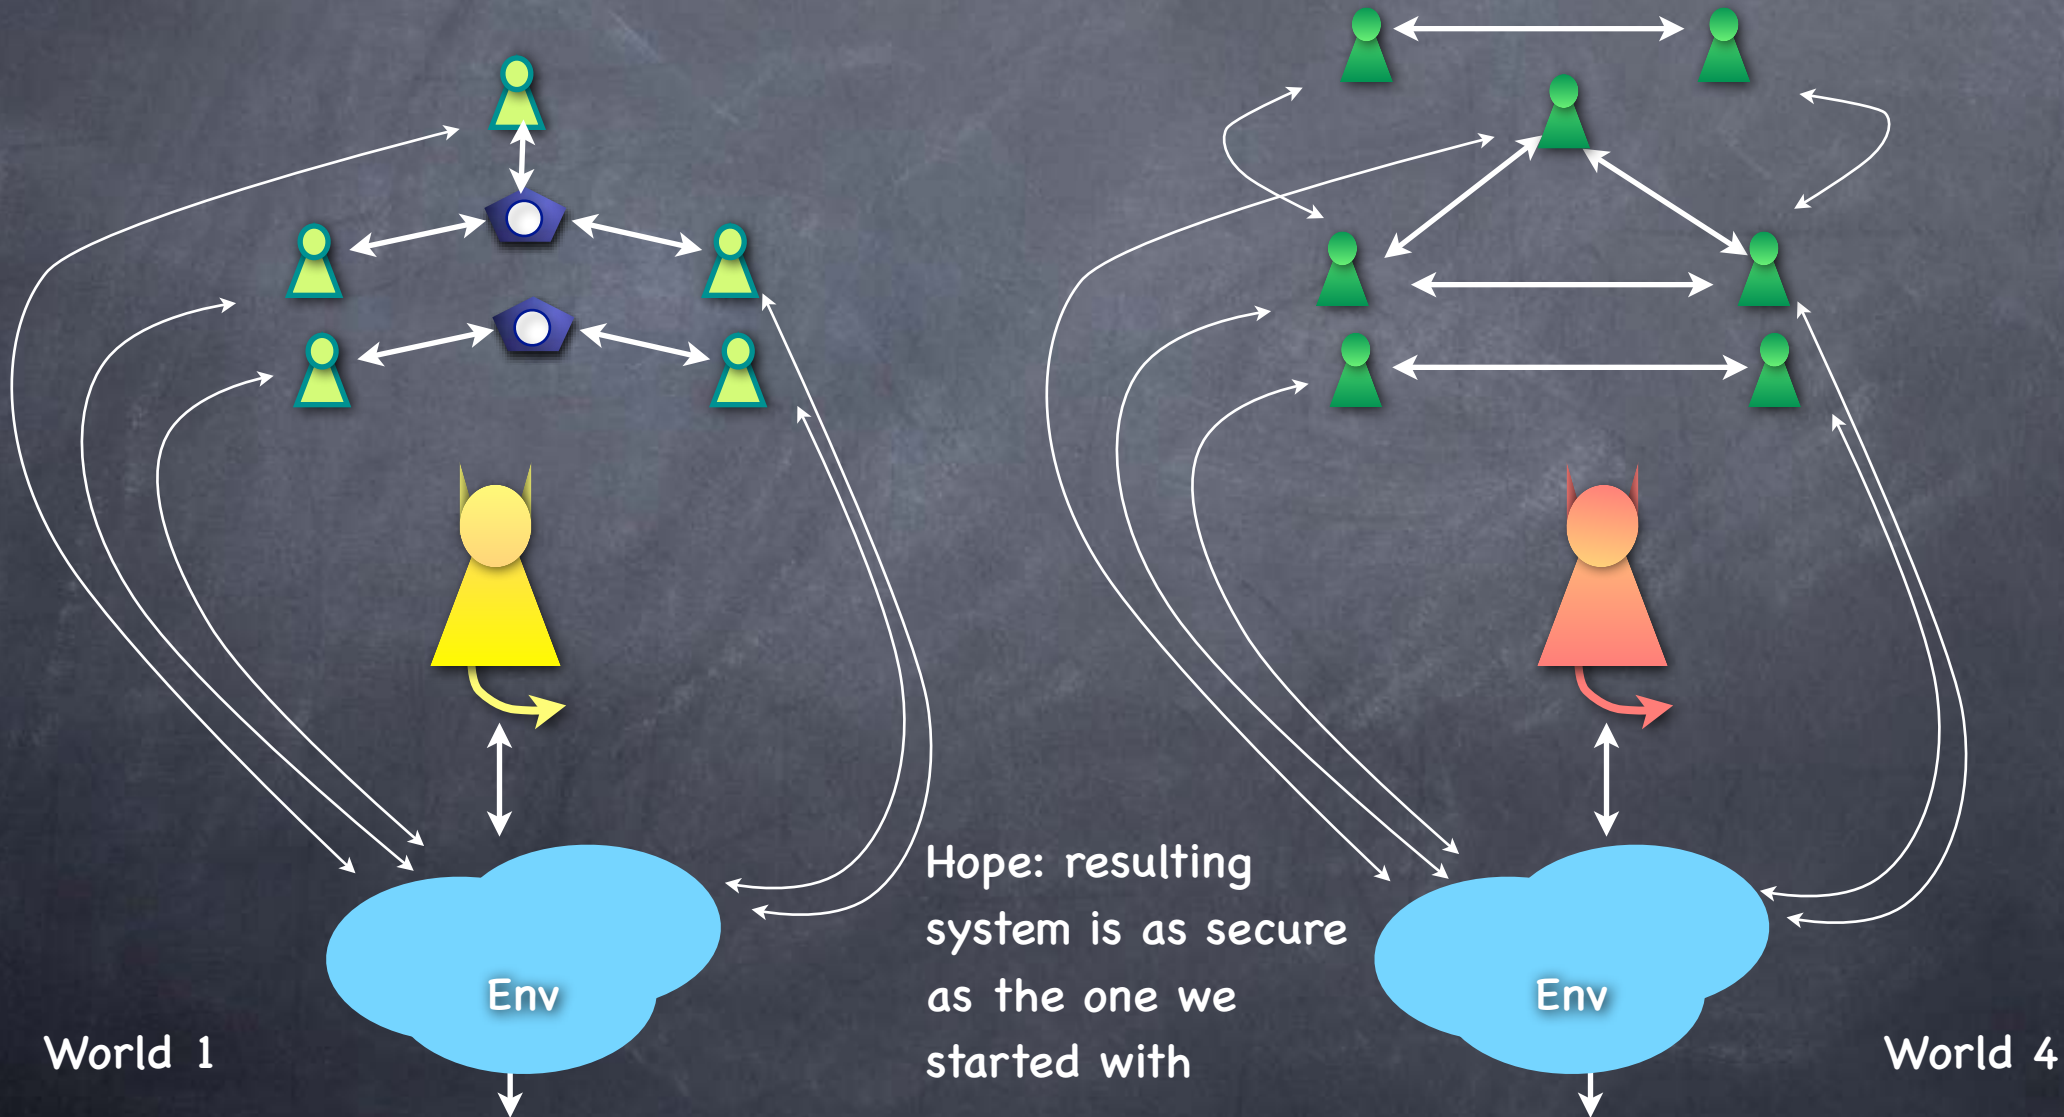 Env
World 1
Hope: resulting
system is as secure
as the one we
started with
Env
World 4